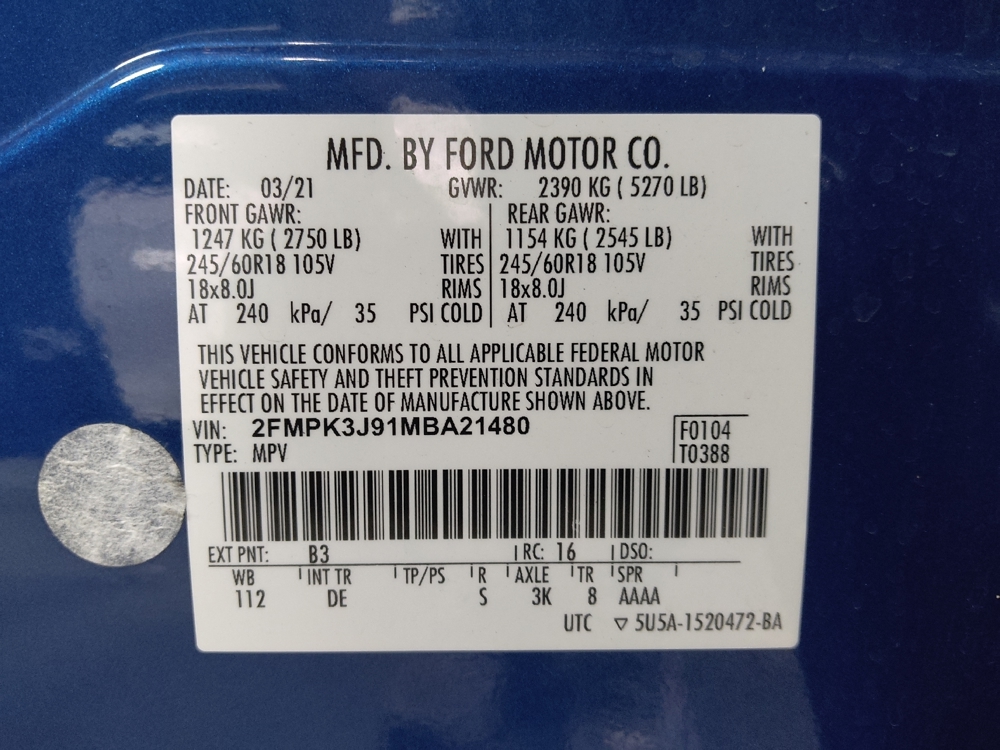 MFD. BY FORD MOTOR CO.
DATE: 03/21 GVWR: 2390 KG ( 5270 LB)
FRONT GAWR: REAR GAWR:
1247 KG ( 2750 LB) WITH 1154 KG ( 2545 LB) WITH
245/60R18 105V TIRES 245/60R18 105V TIRES
18x8.0J RIMS 18x8.0J RIMS
AT 240 kPa/ 35 PSI COLD AT 240 kPa/ 35 PSI COLD
THIS VEHICLE CONFORMS TO ALL APPLICABLE FEDERAL MOTOR
VEHICLE SAFETY AND THEFT PREVENTION STANDARDS IN
EFFECT ON THE DATE OF MANUFACTURE SHOWN ABOVE.
VIN: 2FMPK3J91MBA21480 F0104
TYPE: MPV T0388
EXT PNT: B3 RC: 16 DSO:
WB INT TR TP/PS R AXLE TR SPR
112 DE S 3K 8 AAAA
UTC ▽ 5U5A-1520472-BA